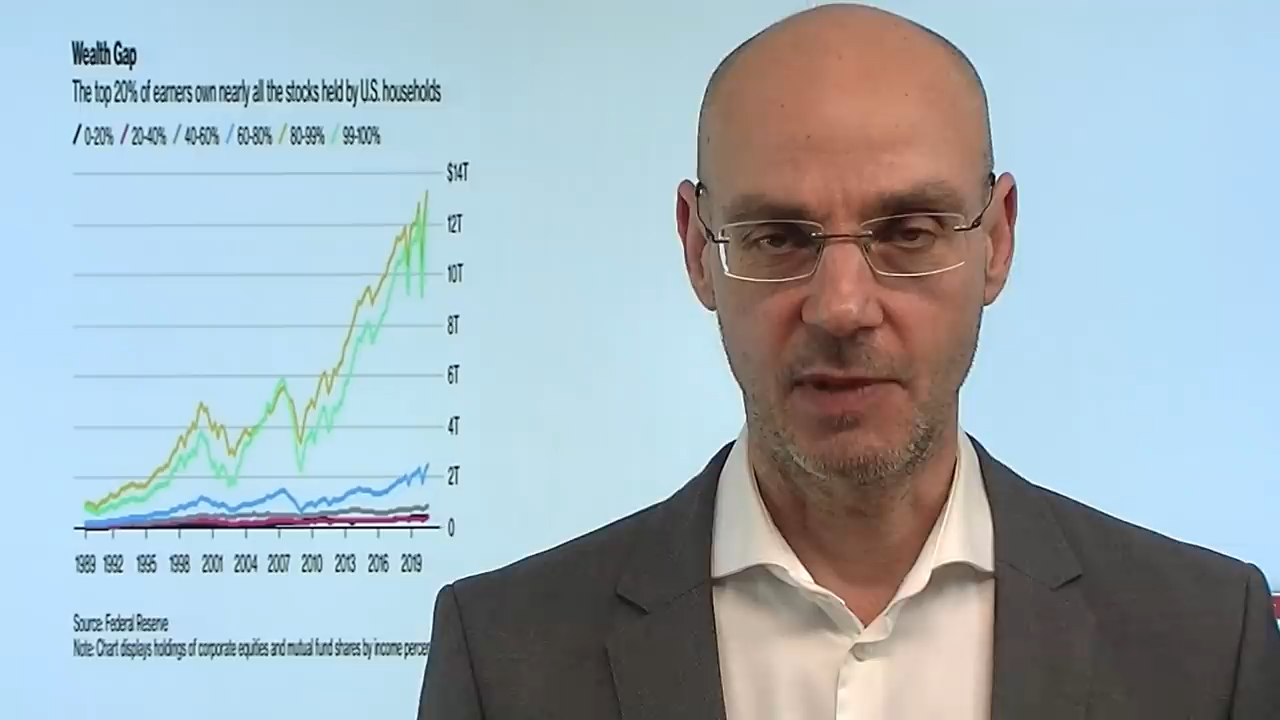 Wealth Gap
The top 20% of earners own nearly all the stocks held by U.S. households
0-20% 20-40% 40-60% 60-80% 80-99% 99-100%
$14T
12T
10T
8T
6T
4T
2T
0
1989 1992 1995 1998 2001 2004 2007 2010 2013 2016 2019
Source: Federal Reserve
Note: Chart displays holdings of corporate equities and mutual fund shares by income